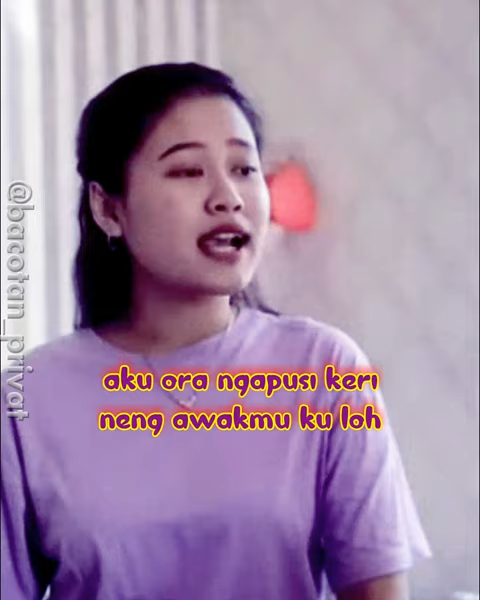 @bacotan_privat
aku ora ngapusi keri
neng awakmu ku loh